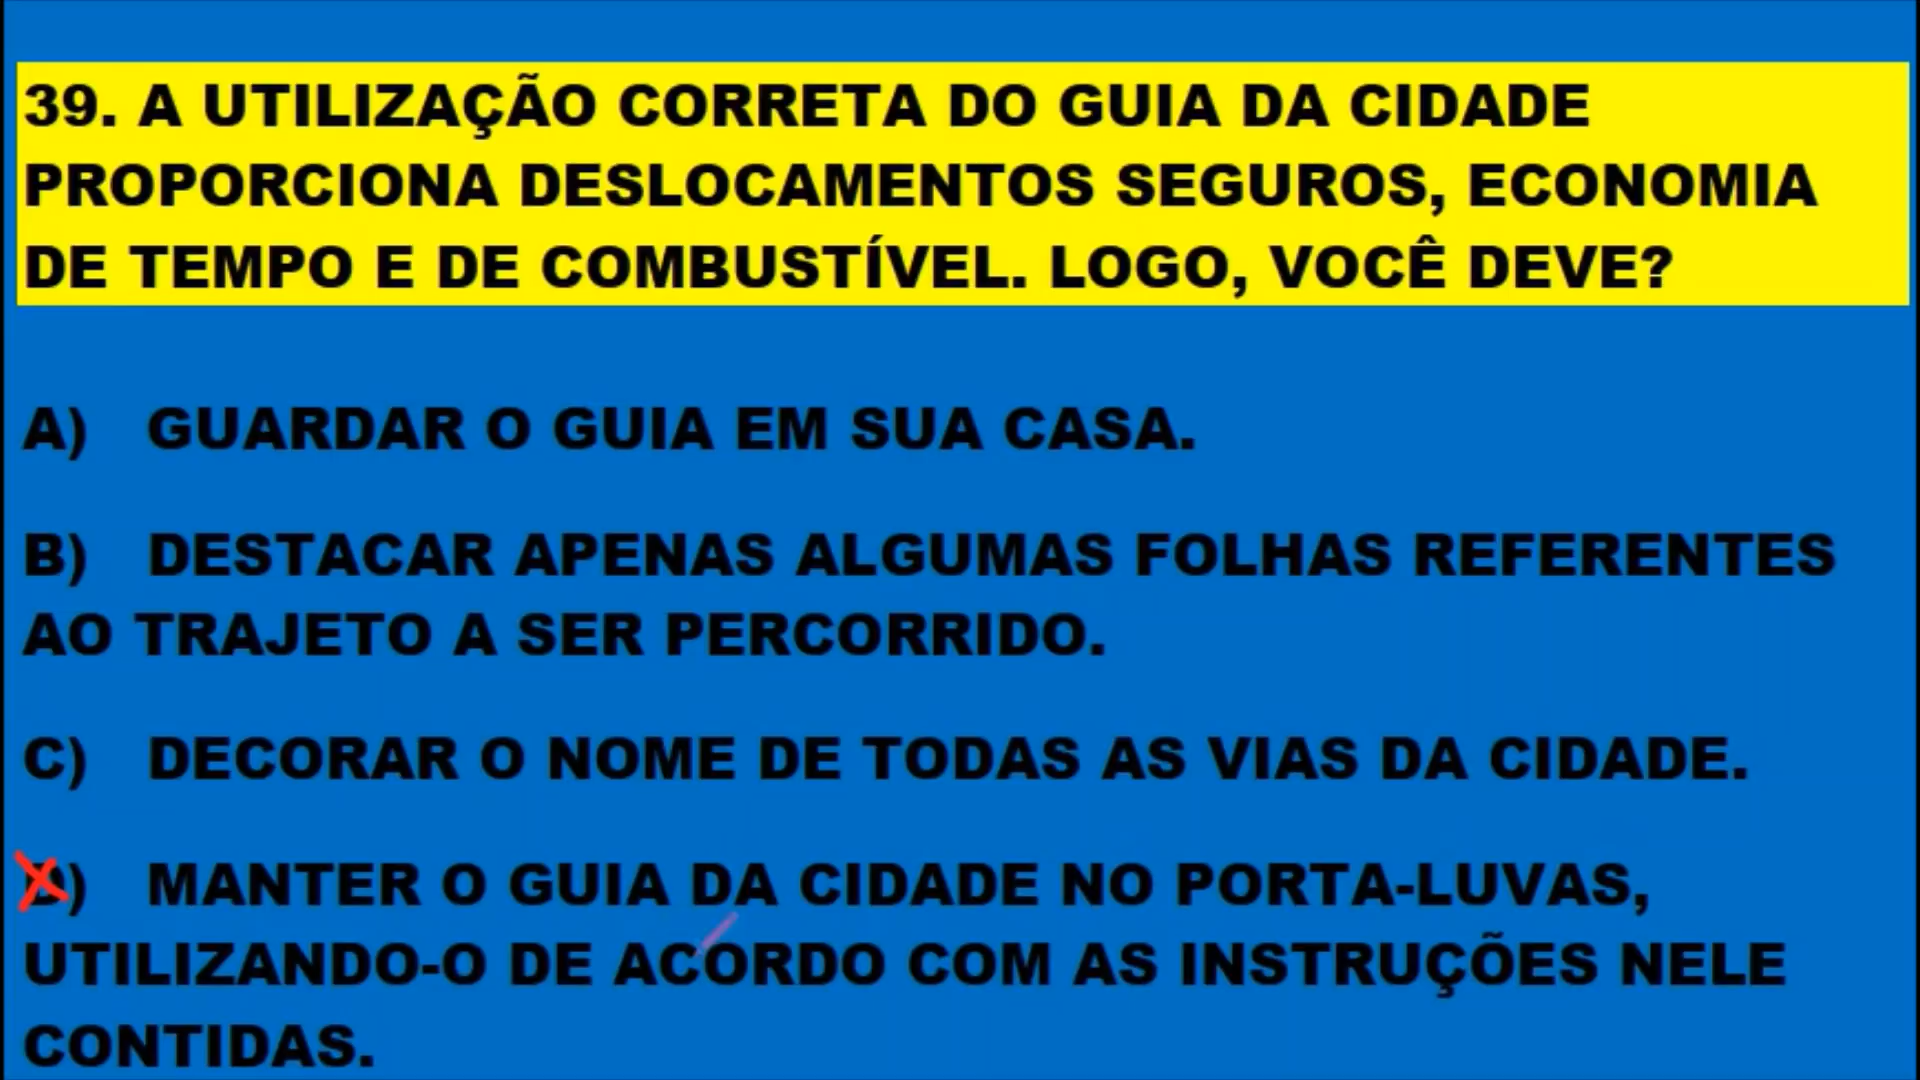 39. A UTILIZAÇÃO CORRETA DO GUIA DA CIDADE
PROPORCIONA DESLOCAMENTOS SEGUROS, ECONOMIA
DE TEMPO E DE COMBUSTÍVEL. LOGO, VOCÊ DEVE?
A) GUARDAR O GUIA EM SUA CASA.
B) DESTACAR APENAS ALGUMAS FOLHAS REFERENTES
AO TRAJETO A SER PERCORRIDO.
C) DECORAR O NOME DE TODAS AS VIAS DA CIDADE.
D) MANTER O GUIA DA CIDADE NO PORTA-LUVAS,
UTILIZANDO-O DE ACORDO COM AS INSTRUÇÕES NELE
CONTIDAS.